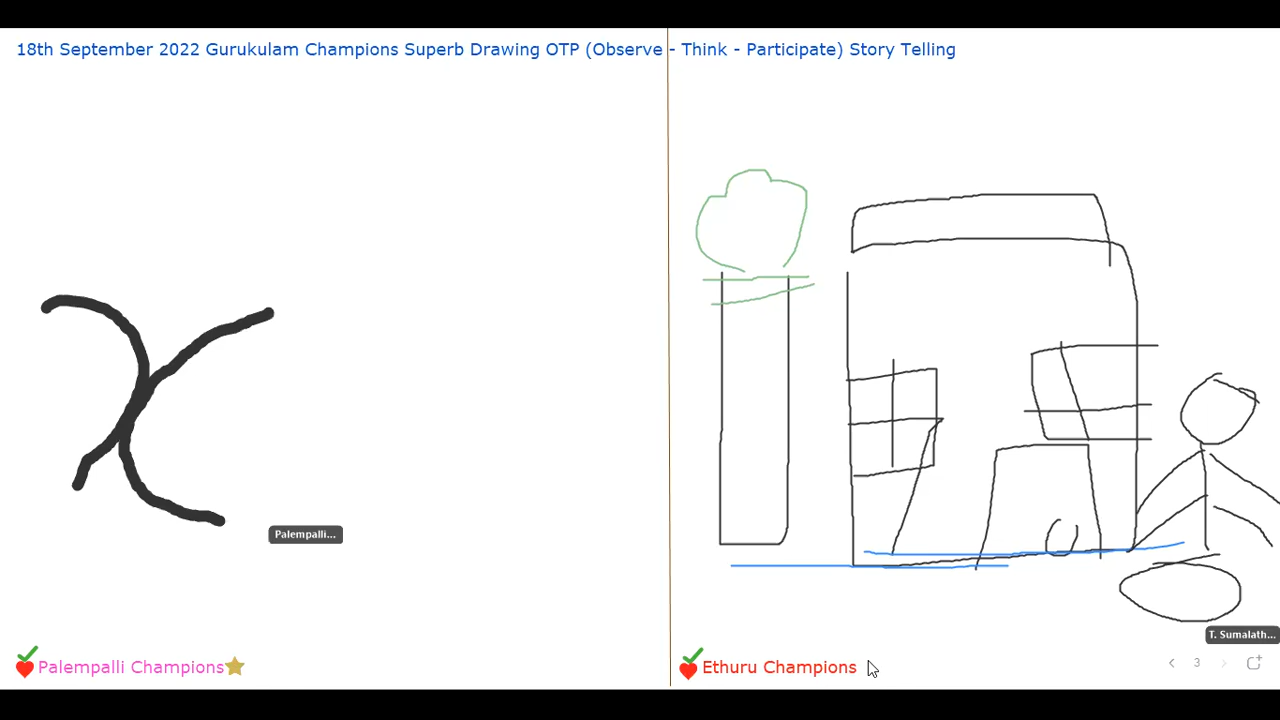 18th September 2022 Gurukulam Champions Superb Drawing OTP (Observe - Think - Participate) Story Telling
Palempalli...
T. Sumalath...
Palempalli Champions
Ethuru Champions
3